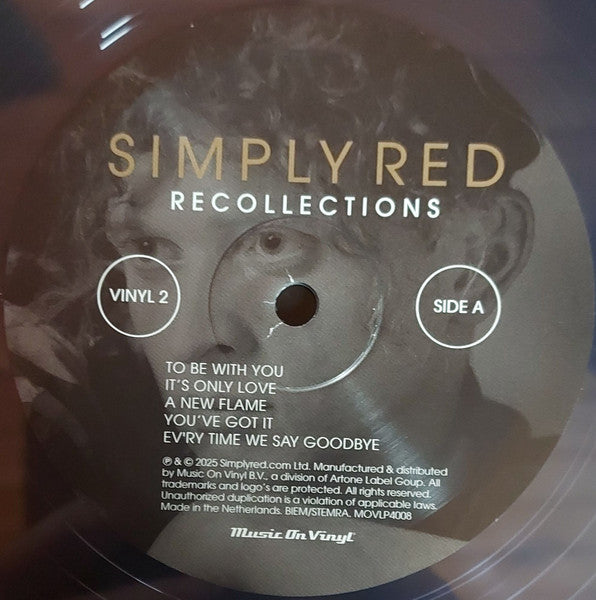 SIMPLY RED
RECOLLECTIONS
VINYL 2
SIDE A
TO BE WITH YOU
IT'S ONLY LOVE
A NEW FLAME
YOU'VE GOT IT
EV'RY TIME WE SAY GOODBYE
℗ & © 2025 Simplyred.com Ltd. Manufactured & distributed
by Music On Vinyl B.V., a division of Artone Label Goup. All
trademarks and logo's are protected. All rights reserved.
Unauthorized duplication is a violation of applicable laws.
Made in the Netherlands. BIEM/STEMRA. MOVLP4008
Music On Vinyl